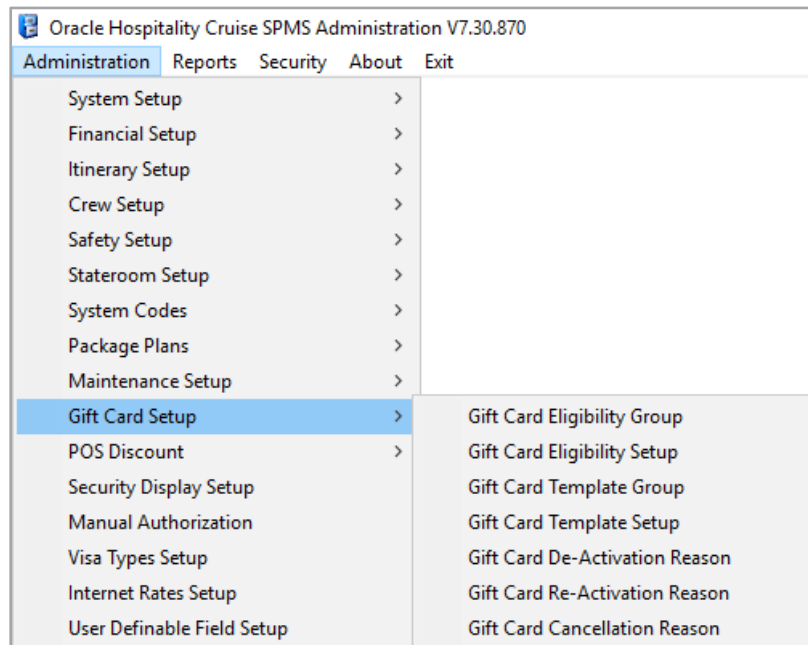 Oracle Hospitality Cruise SPMS Administration V7.30.870
Administration Reports Security About Exit
System Setup
Financial Setup
Itinerary Setup
Crew Setup
Safety Setup
Stateroom Setup
System Codes
Package Plans
Maintenance Setup
Gift Card Setup
POS Discount
Security Display Setup
Manual Authorization
Visa Types Setup
Internet Rates Setup
User Definable Field Setup
Gift Card Eligibility Group
Gift Card Eligibility Setup
Gift Card Template Group
Gift Card Template Setup
Gift Card De-Activation Reason
Gift Card Re-Activation Reason
Gift Card Cancellation Reason